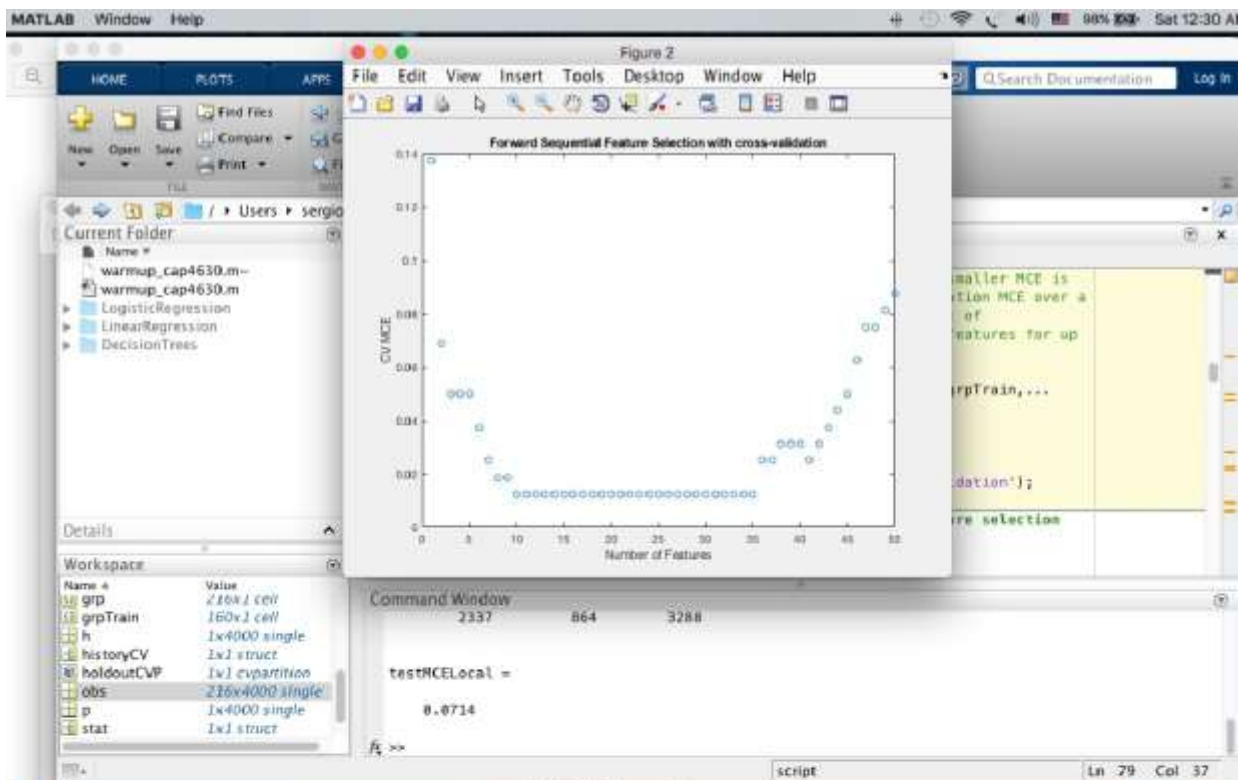 MATLAB Window Help
98% Sat 12:30 AM
Figure 2
HOME PLOTS APPS
File Edit View Insert Tools Desktop Window Help
Search Documentation Log In
New Open Save
Find Files
Compare
Print
FILE
/ Users sergio
Current Folder
Name
warmup_cap4630.m~
warmup_cap4630.m
LogisticRegression
LinearRegression
DecisionTrees
Details
Forward Sequential Feature Selection with cross-validation
0.14
0.12
0.1
0.08
0.06
0.04
0.02
0
CV MCE
0 5 10 15 20 25 30 35 40 45 50
Number of Features
smaller MCE is
tion MCE over a
of
features for up
grpTrain,...
idation');
re selection
Workspace
Name Value
grp 216x1 cell
grpTrain 160x1 cell
h 1x4000 single
historyCV 1x1 struct
holdoutCVP 1x1 cvpartition
obs 216x4000 single
p 1x4000 single
stat 1x1 struct
Command Window
2337 864 3288
testMCELocal =
0.0714
fx >>
script Ln 79 Col 37